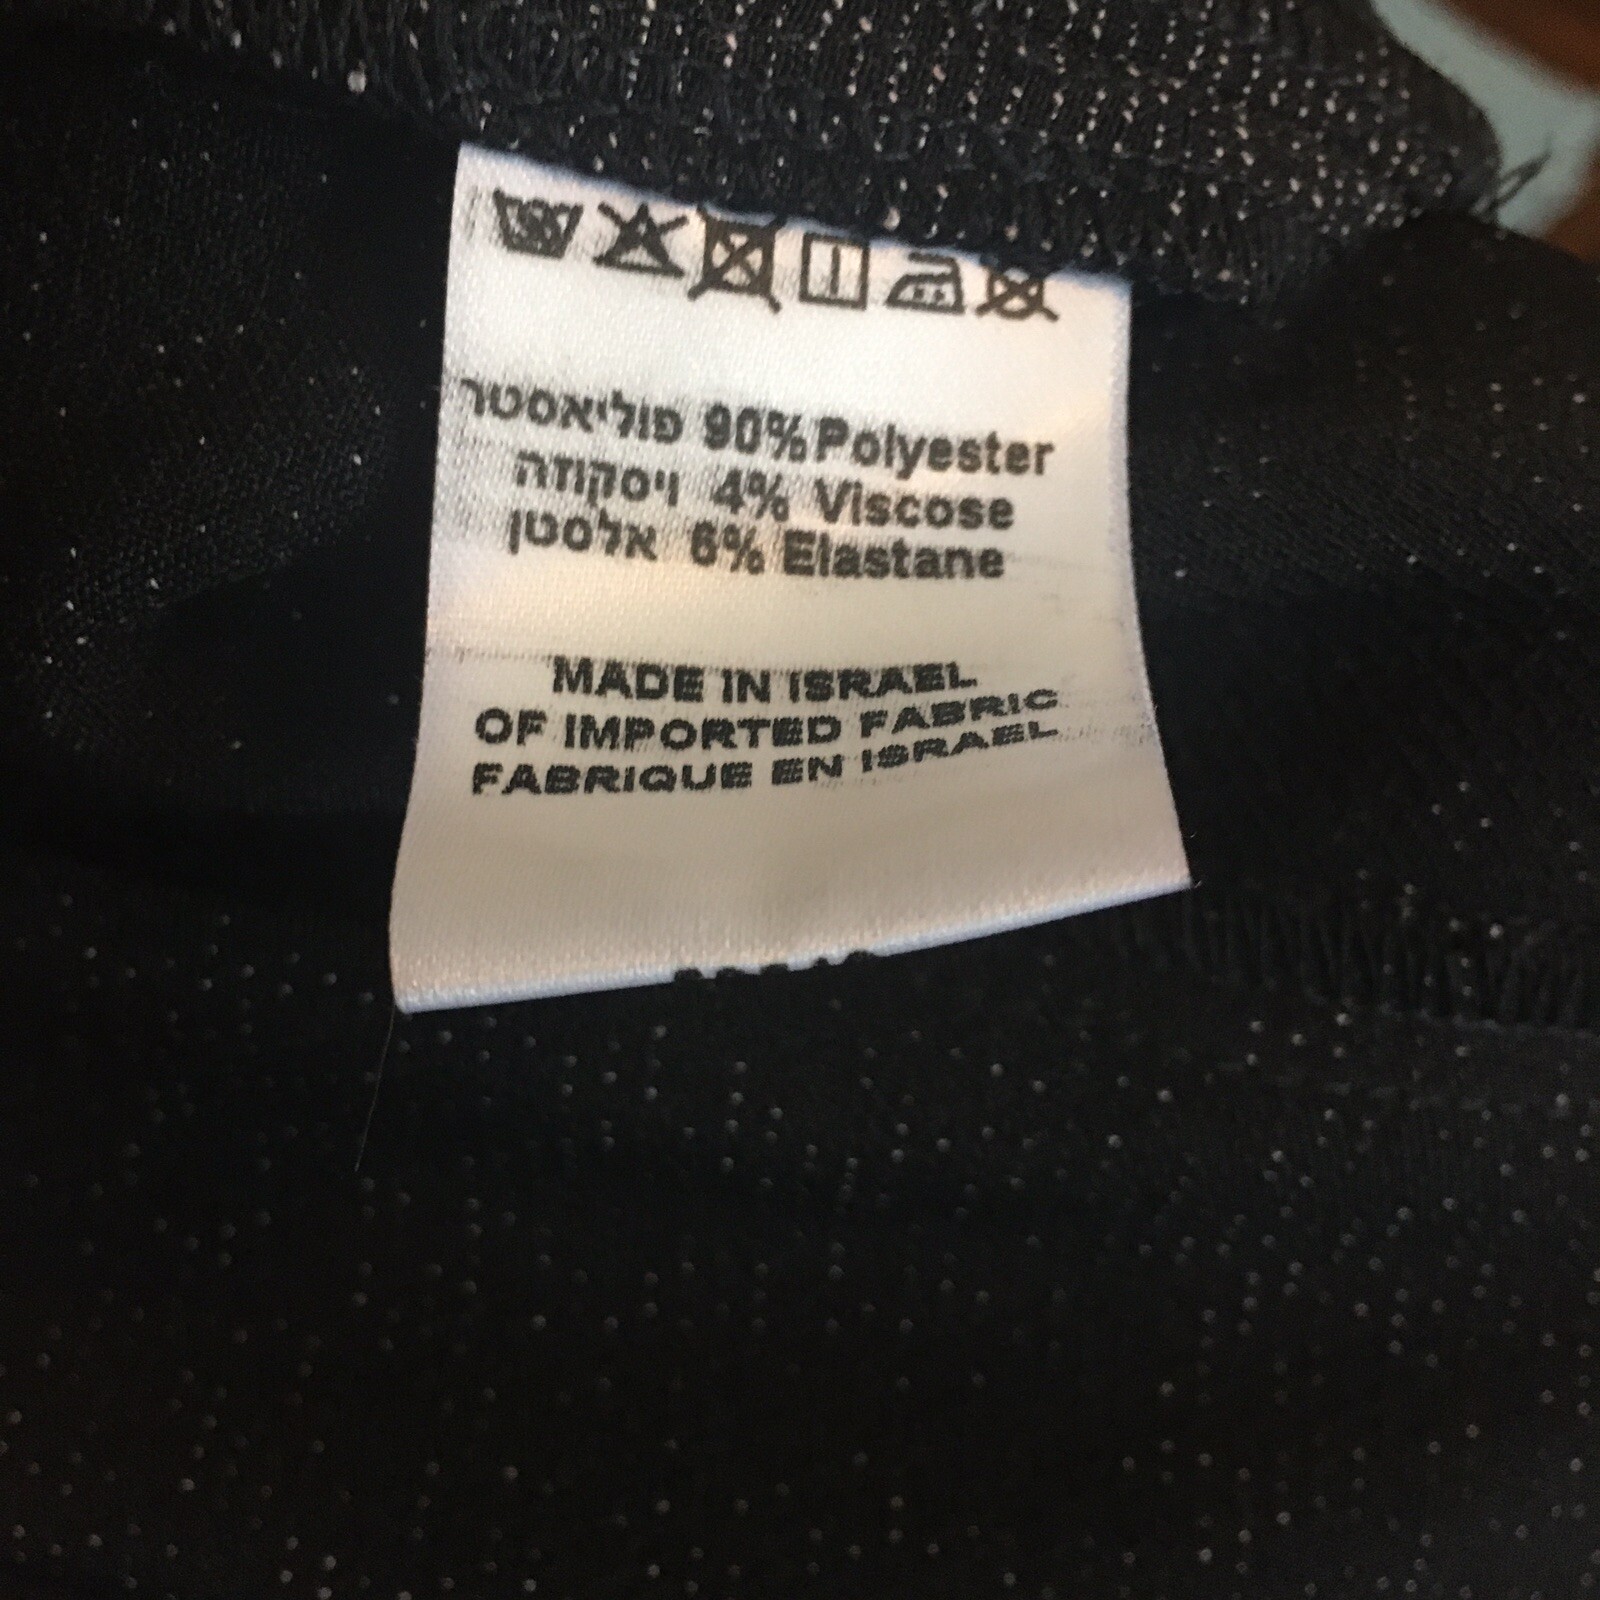 פוליאסטר 90% Polyester
ויסקוזה 4% Viscose
אלסטן 6% Elastane
MADE IN ISRAEL
OF IMPORTED FABRIC
FABRIQUE EN ISRAEL